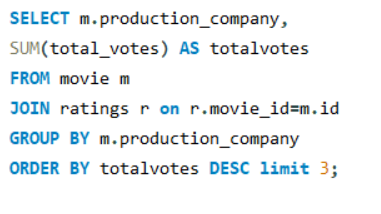 SELECT m.production_company,
SUM(total_votes) AS totalvotes
FROM movie m
JOIN ratings r on r.movie_id=m.id
GROUP BY m.production_company
ORDER BY totalvotes DESC limit 3;